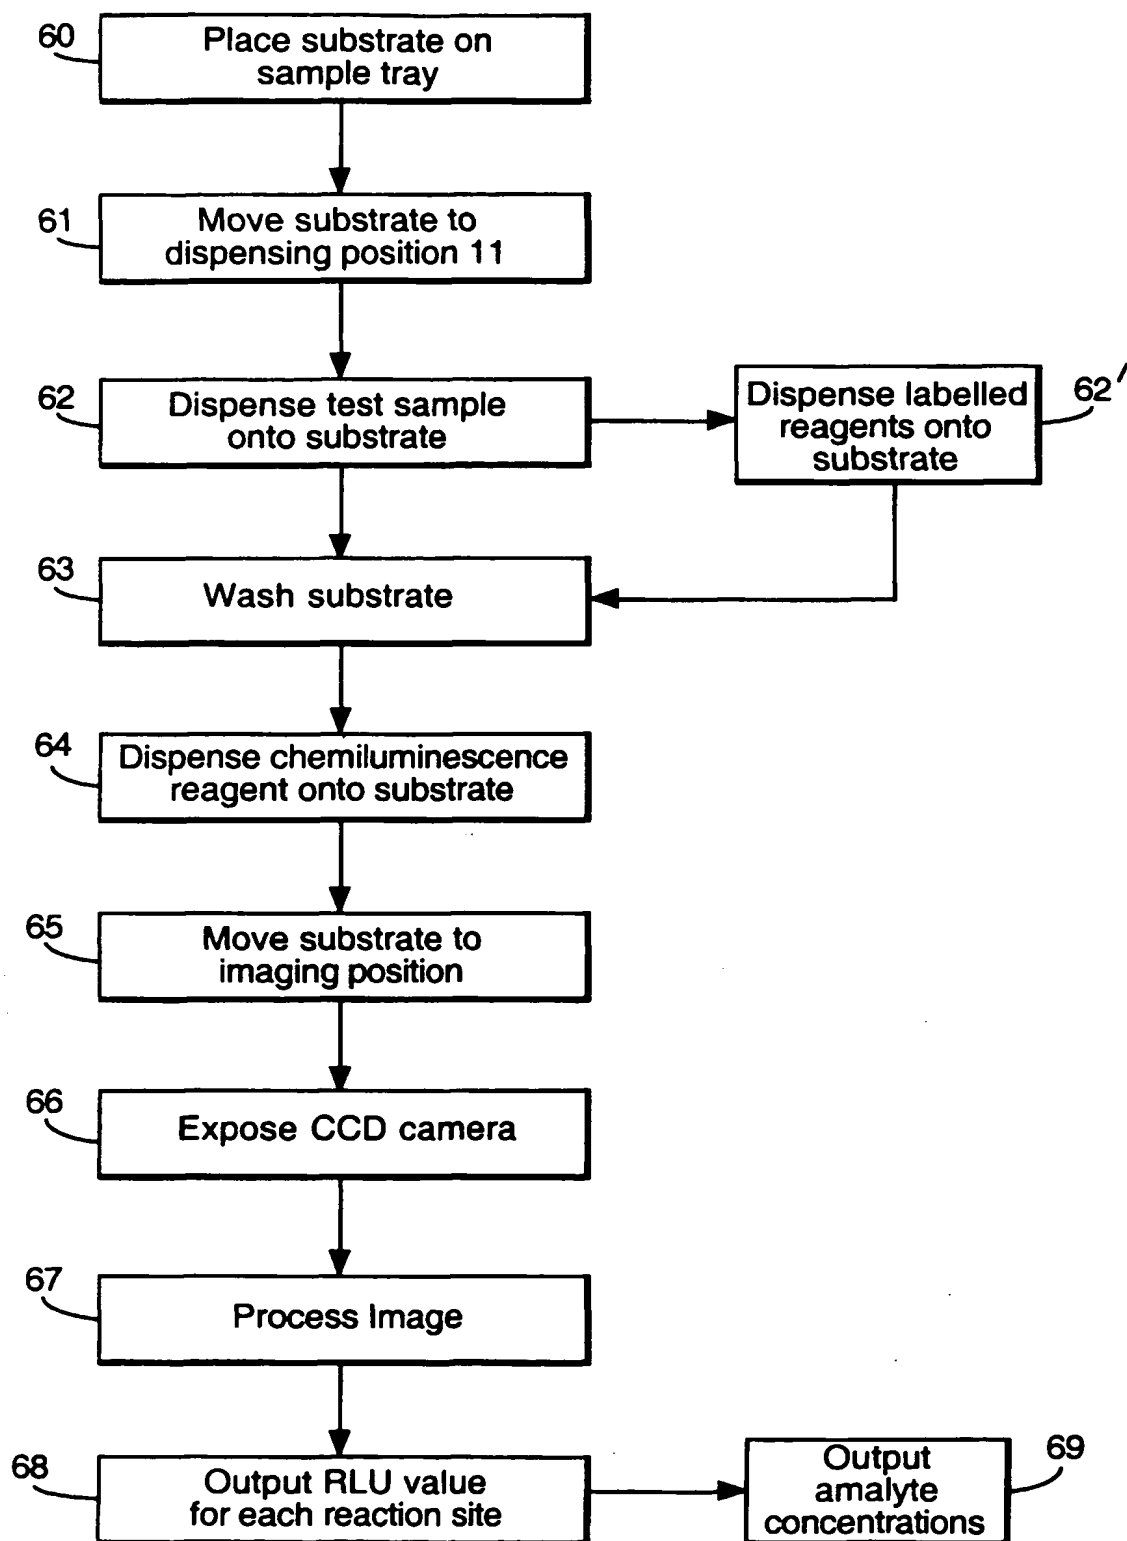 60
Place substrate on
sample tray
61
Move substrate to
dispensing position 11
62
Dispense test sample
onto substrate
Dispense labelled
reagents onto
substrate
62′
63
Wash substrate
64
Dispense chemiluminescence
reagent onto substrate
65
Move substrate to
imaging position
66
Expose CCD camera
67
Process Image
68
Output RLU value
for each reaction site
Output
amalyte
concentrations
69